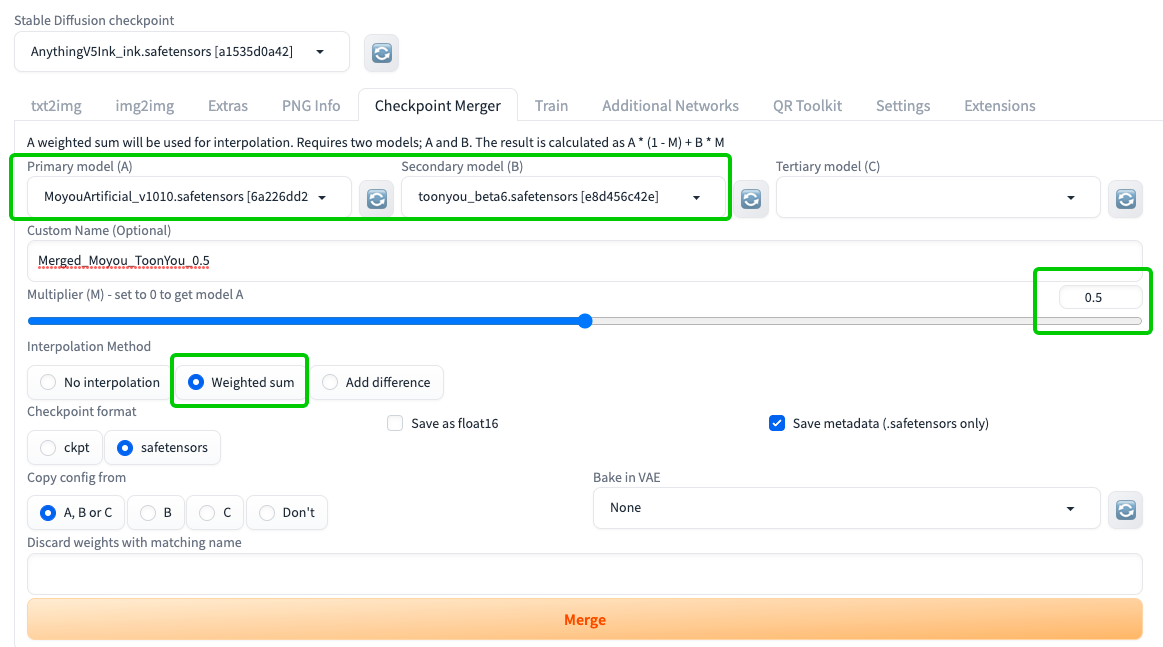 Stable Diffusion checkpoint
AnythingV5Ink_ink.safetensors [a1535d0a42]
txt2img img2img Extras PNG Info Checkpoint Merger Train Additional Networks QR Toolkit Settings Extensions
A weighted sum will be used for interpolation. Requires two models; A and B. The result is calculated as A * (1 - M) + B * M
Primary model (A) Secondary model (B) Tertiary model (C)
MoyouArtificial_v1010.safetensors [6a226dd2 toonyou_beta6.safetensors [e8d456c42e]
Custom Name (Optional)
Merged_Moyou_ToonYou_0.5
Multiplier (M) - set to 0 to get model A 0.5
Interpolation Method
No interpolation Weighted sum Add difference
Checkpoint format
Save as float16 Save metadata (.safetensors only)
ckpt safetensors
Copy config from Bake in VAE
A, B or C B C Don't None
Discard weights with matching name
Merge